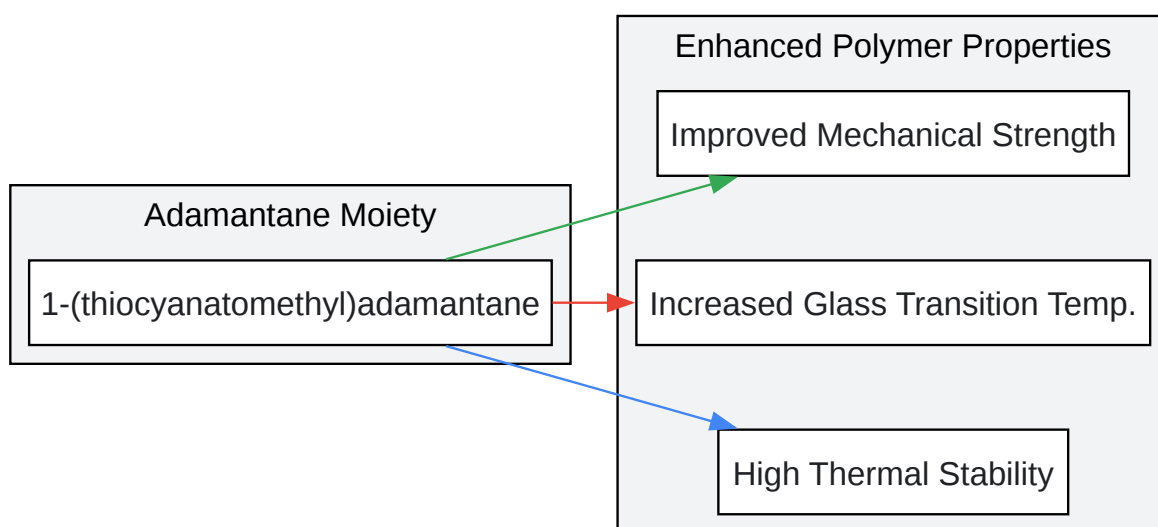 Adamantane Moiety
1-(thiocyanatomethyl)adamantane
Enhanced Polymer Properties
Improved Mechanical Strength
Increased Glass Transition Temp.
High Thermal Stability